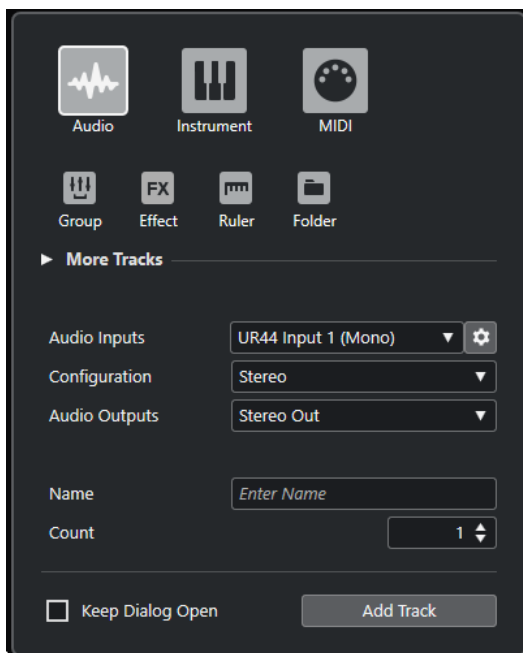 Audio Instrument MIDI
FX
Group Effect Ruler Folder
More Tracks
Audio Inputs UR44 Input 1 (Mono)
Configuration Stereo
Audio Outputs Stereo Out
Name Enter Name
Count 1
Keep Dialog Open Add Track